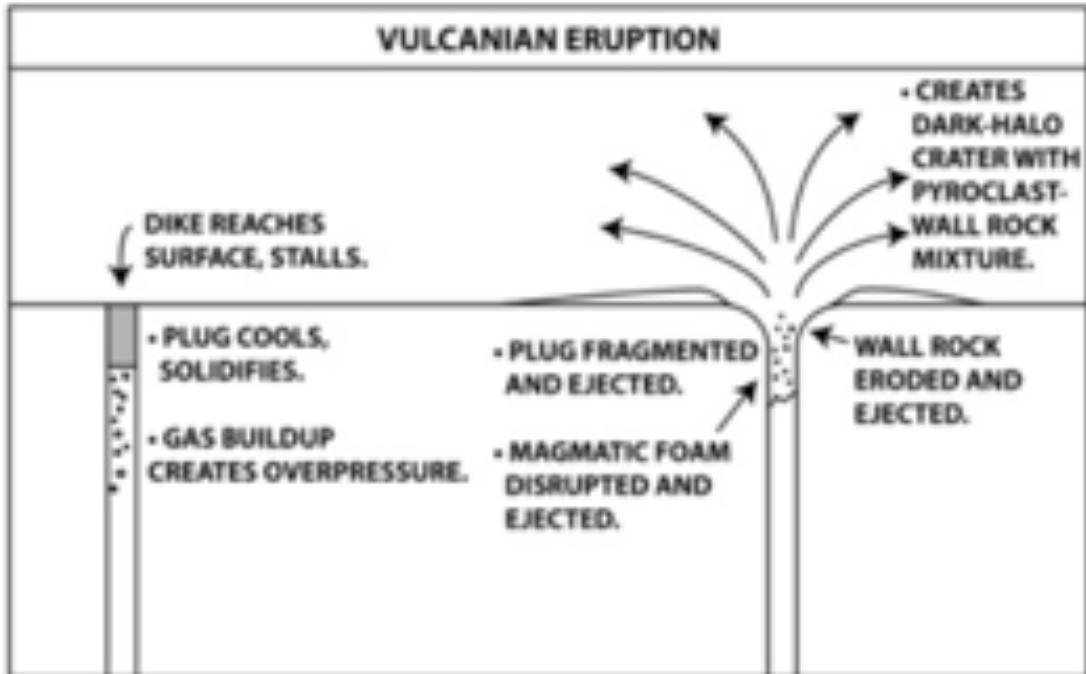 VULCANIAN ERUPTION
DIKE REACHES
SURFACE, STALLS.
• PLUG COOLS,
SOLIDIFIES.
• GAS BUILDUP
CREATES OVERPRESSURE.
• PLUG FRAGMENTED
AND EJECTED.
• MAGMATIC FOAM
DISRUPTED AND
EJECTED.
• CREATES
DARK-HALO
CRATER WITH
PYROCLAST-
WALL ROCK
MIXTURE.
WALL ROCK
ERODED AND
EJECTED.